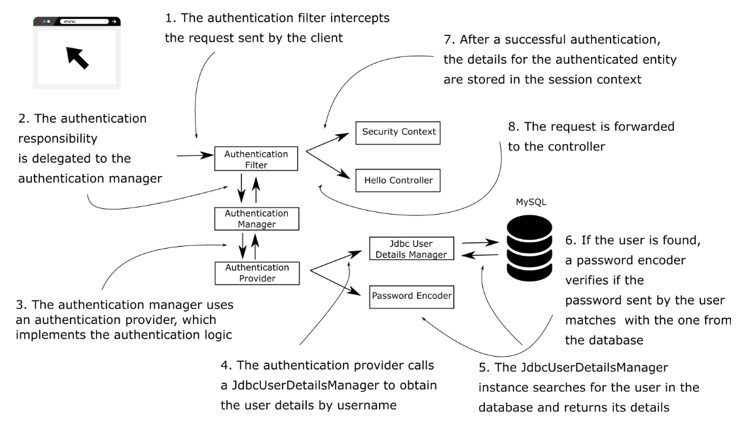 www.
1. The authentication filter intercepts
the request sent by the client
7. After a successful authentication,
the details for the authenticated entity
are stored in the session context
2. The authentication
responsibility
is delegated to the
authentication manager
8. The request is forwarded
to the controller
Authentication
Filter
Security Context
Hello Controller
Authentication
Manager
Authentication
Provider
Jdbc User
Details Manager
Password Encoder
MySQL
6. If the user is found,
a password encoder
verifies if the
password sent by the user
matches with the one from
the database
3. The authentication manager uses
an authentication provider, which
implements the authentication logic
4. The authentication provider calls
a JdbcUserDetailsManager to obtain
the user details by username
5. The JdbcUserDetailsManager
instance searches for the user in the
database and returns its details